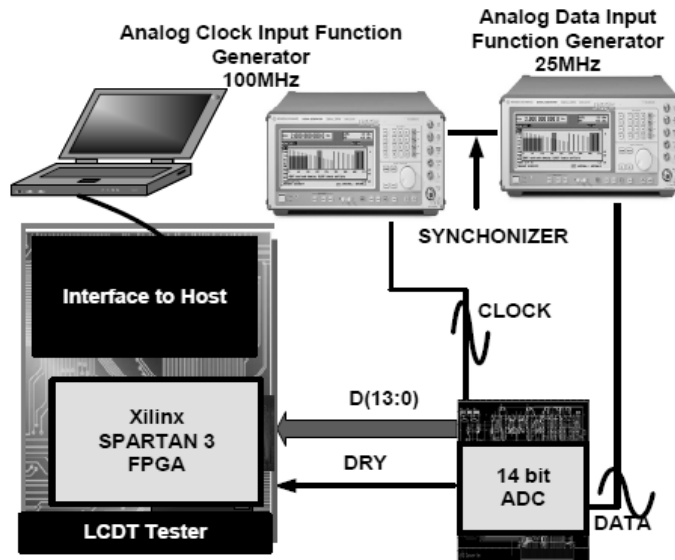 Analog Clock Input Function
Generator
100MHz
Analog Data Input
Function Generator
25MHz
SYNCHONIZER
Interface to Host
CLOCK
D(13:0)
Xilinx
SPARTAN 3
FPGA
DRY
14 bit
ADC
DATA
LCDT Tester